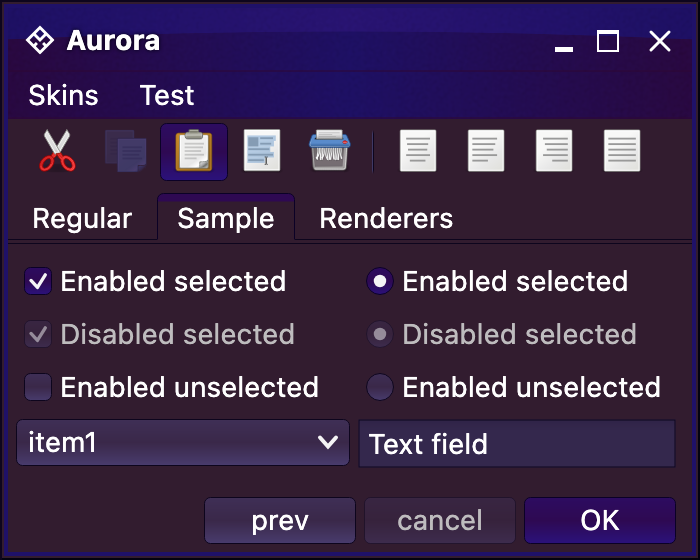 Aurora
Skins Test
Regular Sample Renderers
Enabled selected Enabled selected
Disabled selected Disabled selected
Enabled unselected Enabled unselected
item1 Text field
prev cancel OK